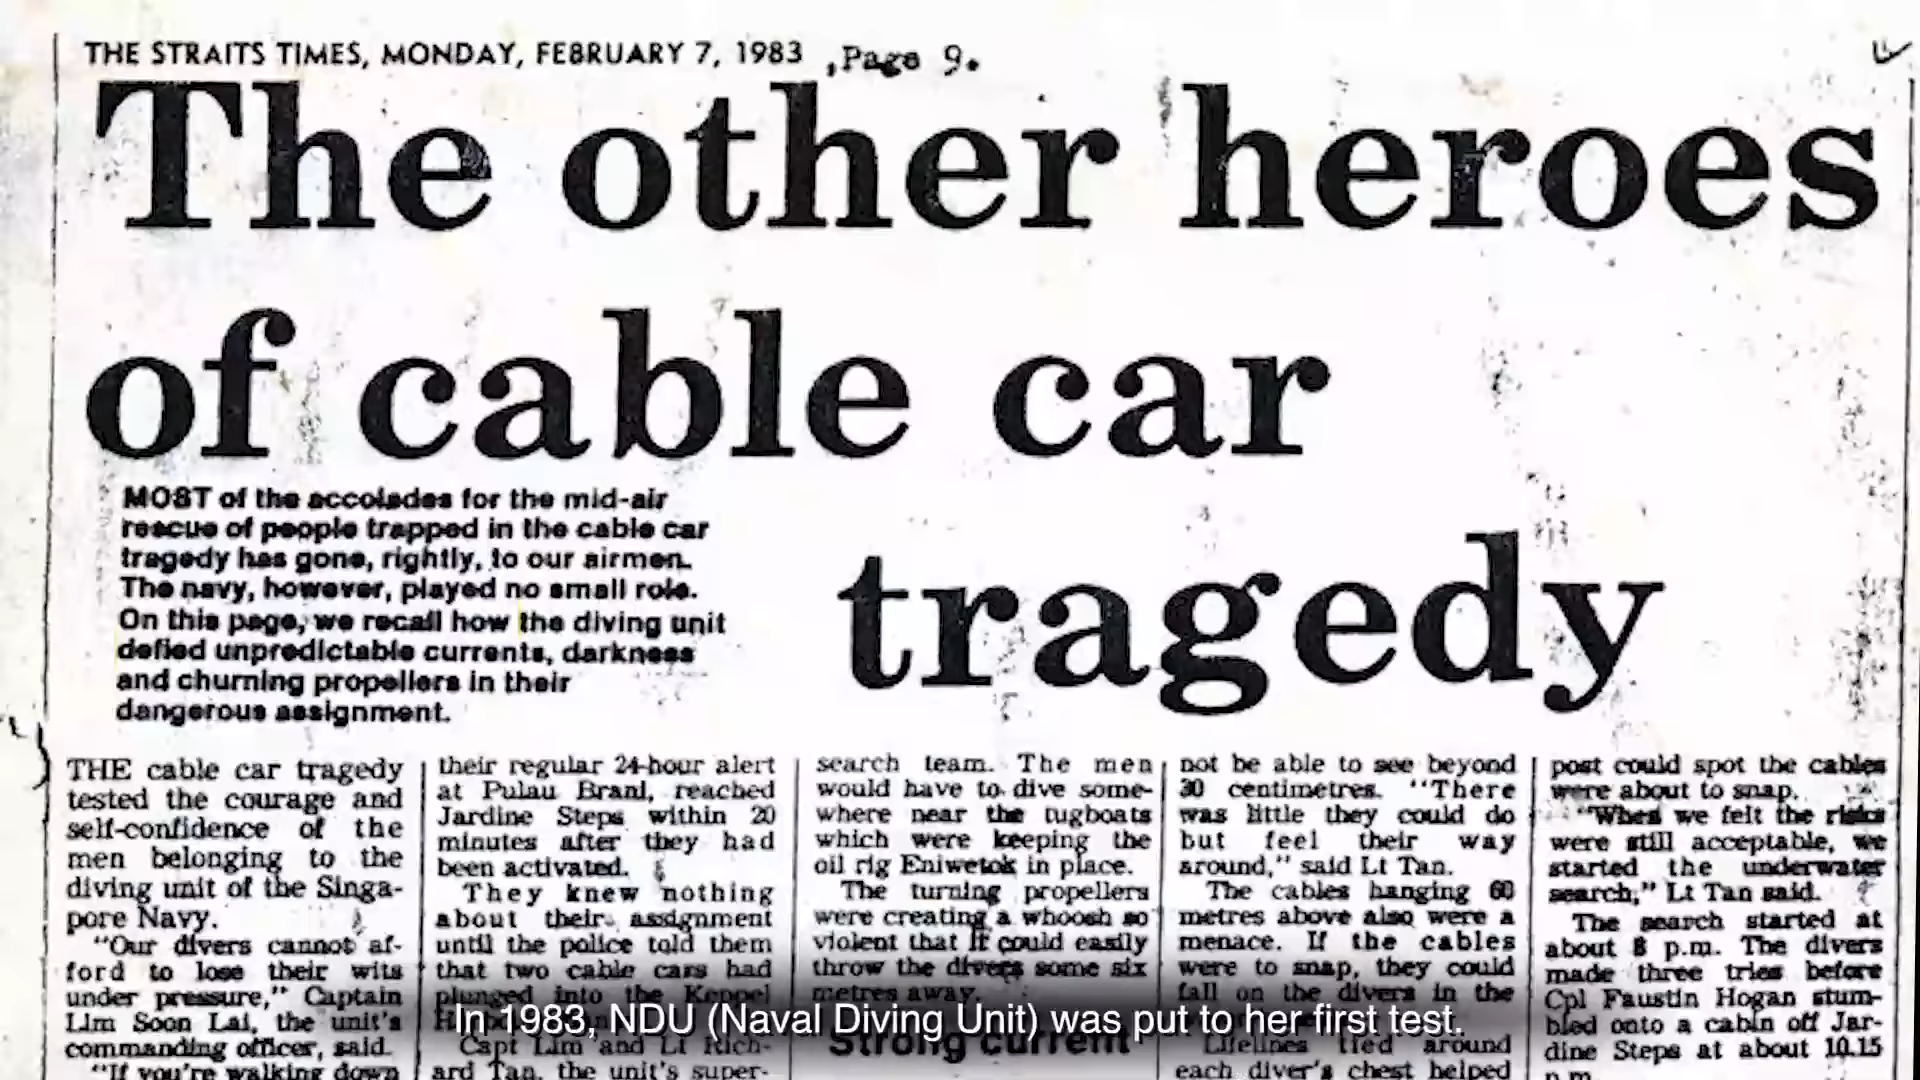 THE STRAITS TIMES, MONDAY, FEBRUARY 7, 1983 ,Page 9.
The other heroes
of cable car
tragedy
MOST of the accolades for the mid-air
rescue of people trapped in the cable car
tragedy has gone, rightly, to our airmen.
The navy, however, played no small role.
On this page, we recall how the diving unit
defied unpredictable currents, darkness
and churning propellers in their
dangerous assignment.
THE cable car tragedy
tested the courage and
self-confidence of the
men belonging to the
diving unit of the Singa-
pore Navy.
"Our divers cannot af-
ford to lose their wits
under pressure," Captain
Lim Soon Lai, the unit's
commanding officer, said.
"If you're walking down
their regular 24-hour alert
at Pulau Brani, reached
Jardine Steps within 20
minutes after they had
been activated.
They knew nothing
about their assignment
until the police told them
that two cable cars had
plunged into the Keppel
Capt Lim and Lt Rich-
ard Tan, the unit's super-
search team. The men
would have to dive some-
where near the tugboats
which were keeping the
oil rig Eniwetok in place.
The turning propellers
were creating a whoosh so
violent that it could easily
throw the divers some six
metres away.
Strong current
not be able to see beyond
30 centimetres. "There
was little they could do
but feel their way
around," said Lt Tan.
The cables hanging 60
metres above also were a
menace. If the cables
were to snap, they could
fall on the divers in the
Lifelines tied around
each diver's chest helped
post could spot the cables
were about to snap.
"When we felt the risks
were still acceptable, we
started the underwater
search," Lt Tan said.
The search started at
about 8 p.m. The divers
made three tries before
Cpl Faustin Hogan stum-
bled onto a cabin off Jar-
dine Steps at about 10.15
p.m.
In 1983, NDU (Naval Diving Unit) was put to her first test.